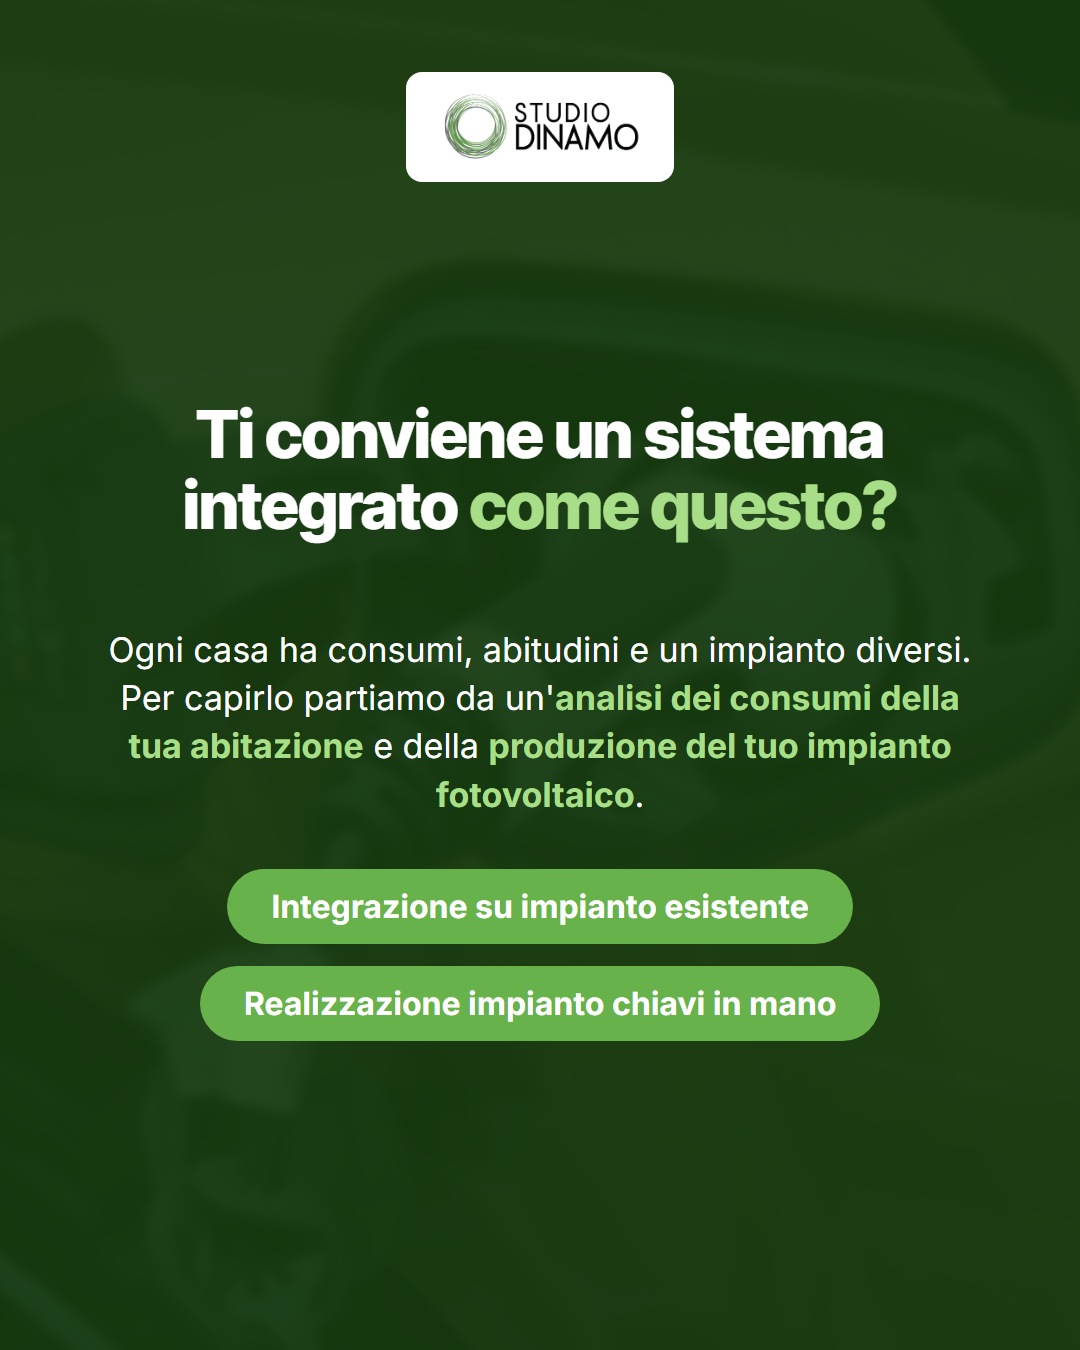 STUDIO
DINAMO
Ti conviene un sistema
integrato come questo?
Ogni casa ha consumi, abitudini e un impianto diversi.
Per capirlo partiamo da un'analisi dei consumi della
tua abitazione e della produzione del tuo impianto
fotovoltaico.
Integrazione su impianto esistente
Realizzazione impianto chiavi in mano